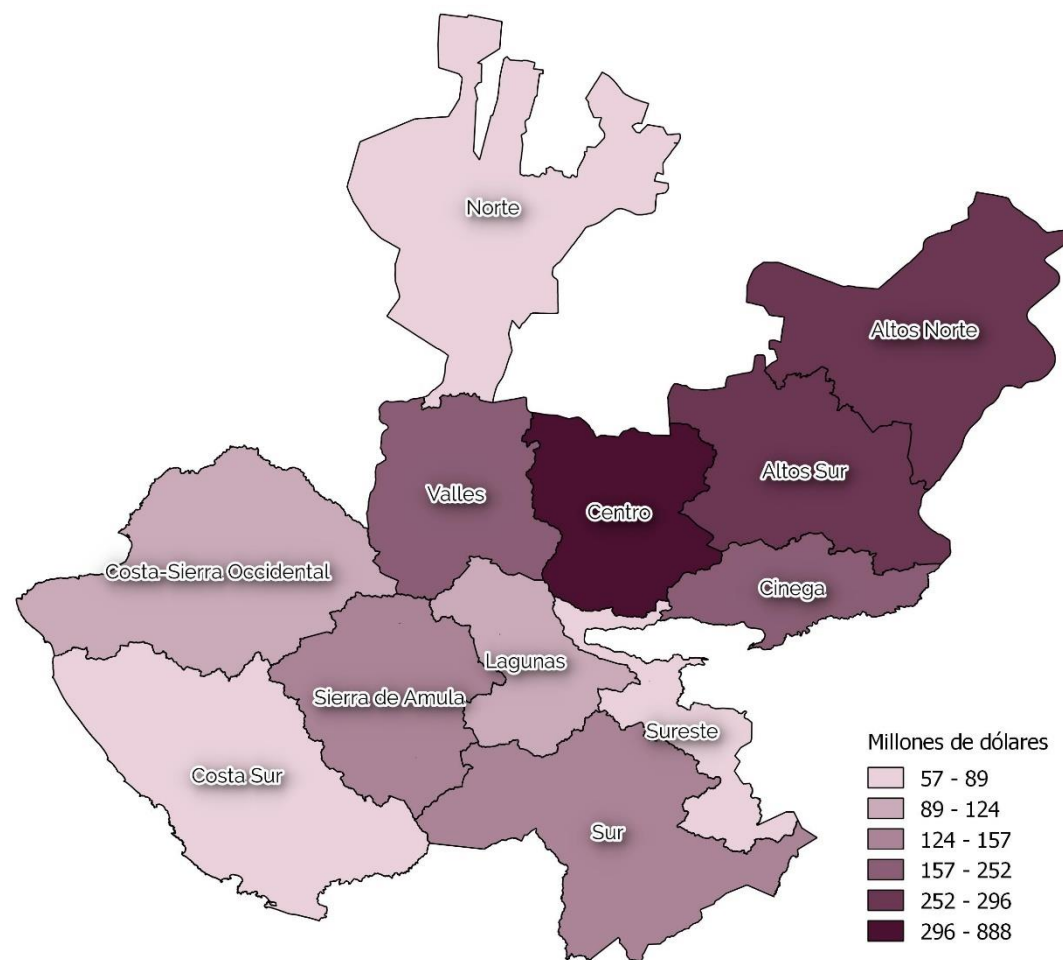 Norte
Altos Norte
Altos Sur
Valles
Centro
Costa-Sierra Occidental
Cinega
Lagunas
Sierra de Amula
Sureste
Costa Sur
Sur
Millones de dólares
57 - 89
89 - 124
124 - 157
157 - 252
252 - 296
296 - 888